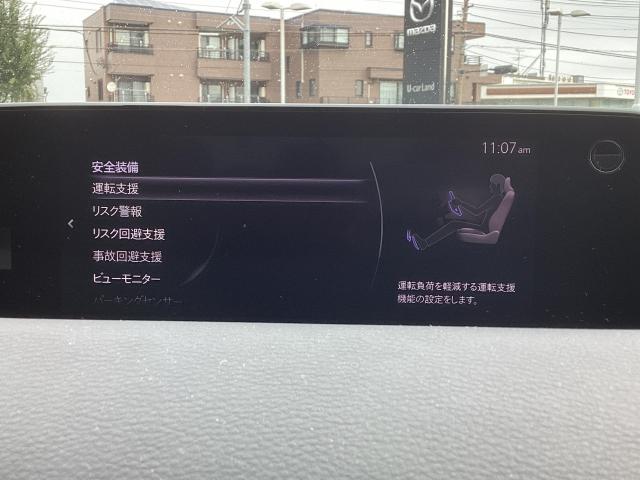 mazda
U-carLand
11:07am
安全装備
運転支援
リスク警報
リスク回避支援
事故回避支援
ビューモニター
パーキングセンサー
運転負荷を軽減する運転支援
機能の設定をします。